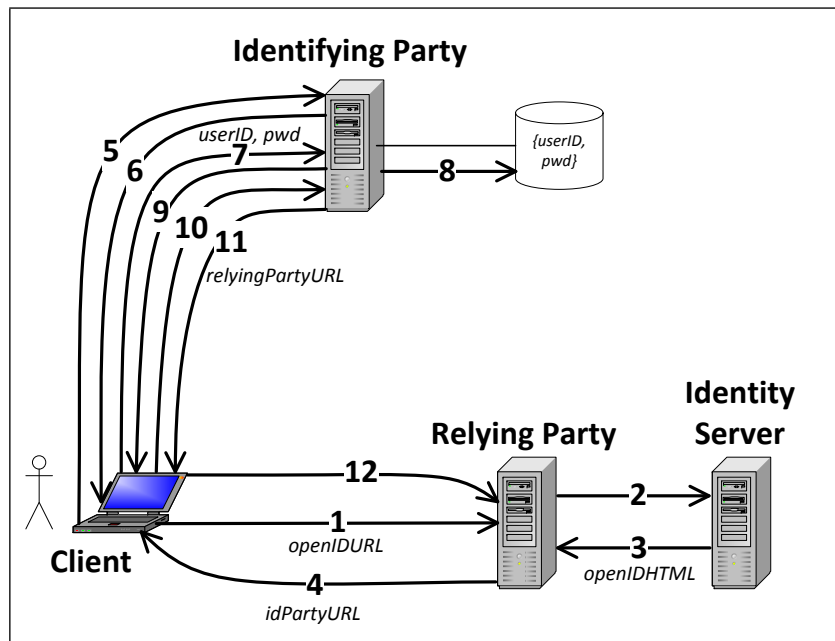 Identifying Party
5
6
userID, pwd
7
8
{userID,
pwd}
9
10
11
relyingPartyURL
Identity
Server
Relying Party
12
2
1
openIDURL
3
openIDHTML
Client
4
idPartyURL